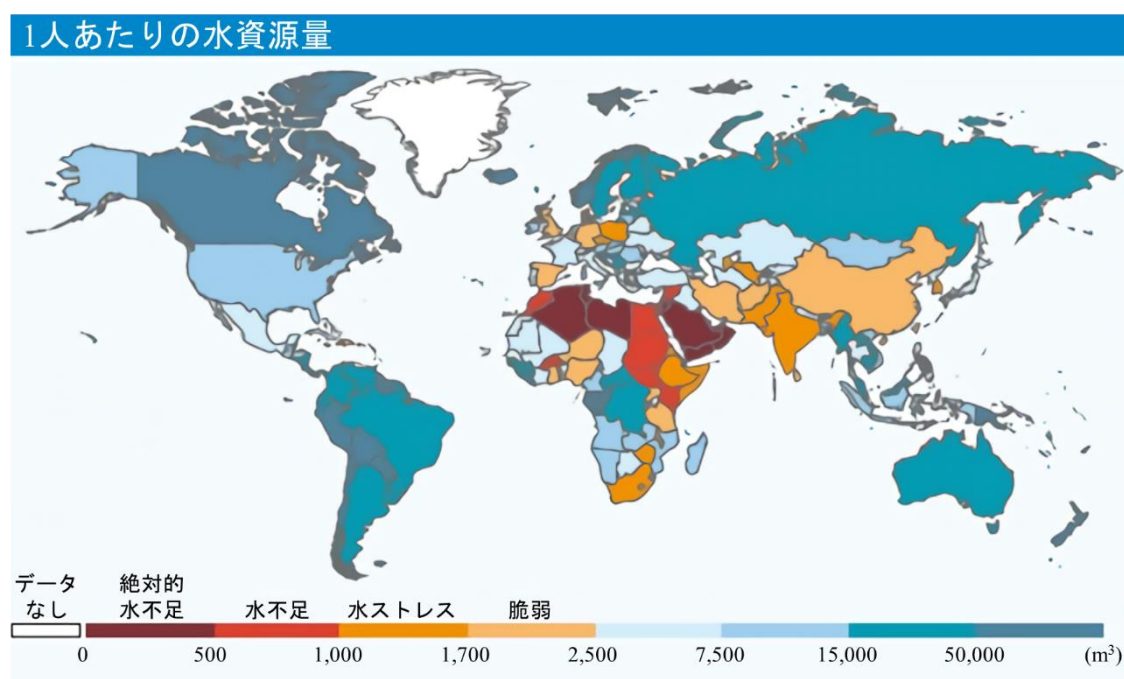 1人あたりの水資源量
データ
なし
絶対的
水不足
水不足
水ストレス
脆弱
0 500 1,000 1,700 2,500 7,500 15,000 50,000 (m³)